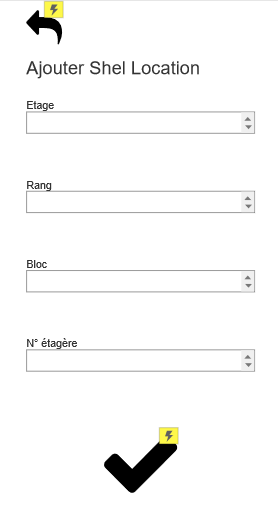 Ajouter Shel Location
Etage
Rang
Bloc
N° étagère